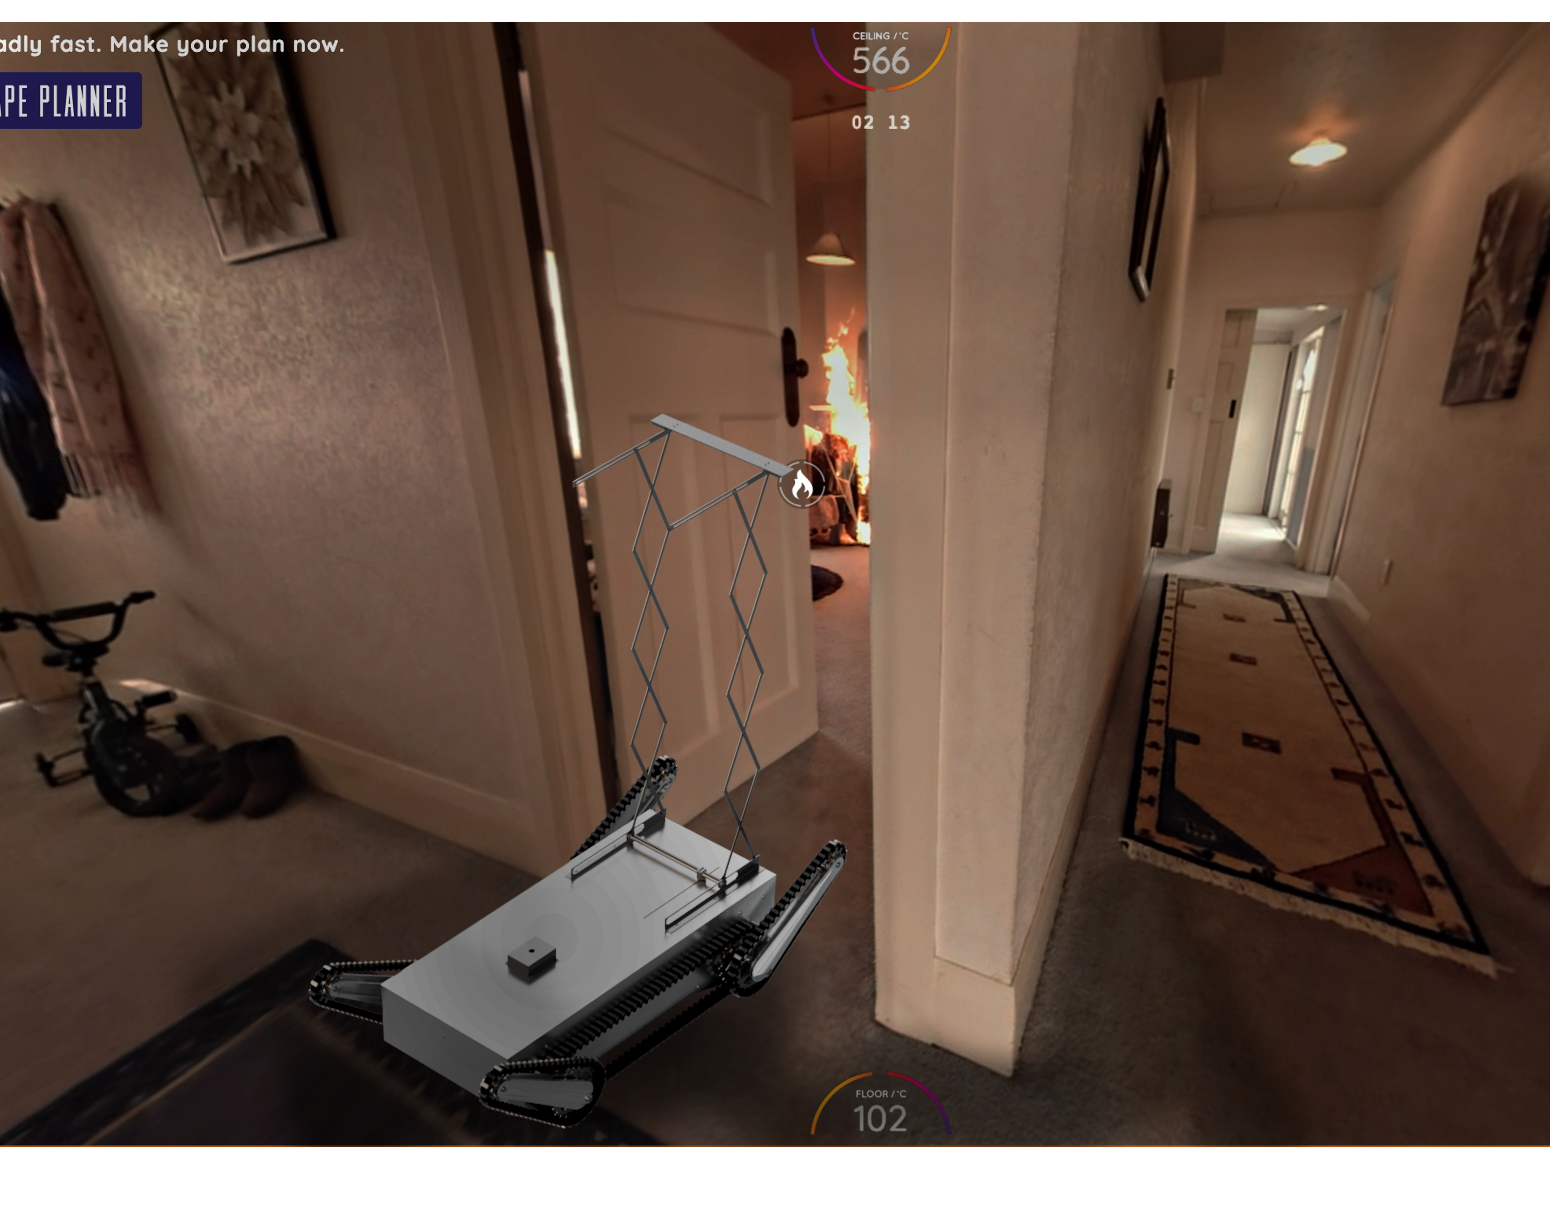 adly fast. Make your plan now.
APE PLANNER
CEILING / °C
566
02 13
FLOOR / °C
102